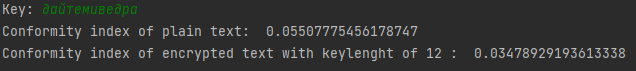 Key: дайтемиведра
Conformity index of plain text:  0.05507775456178747
Conformity index of encrypted text with keylenght of 12 :  0.03478929193613338